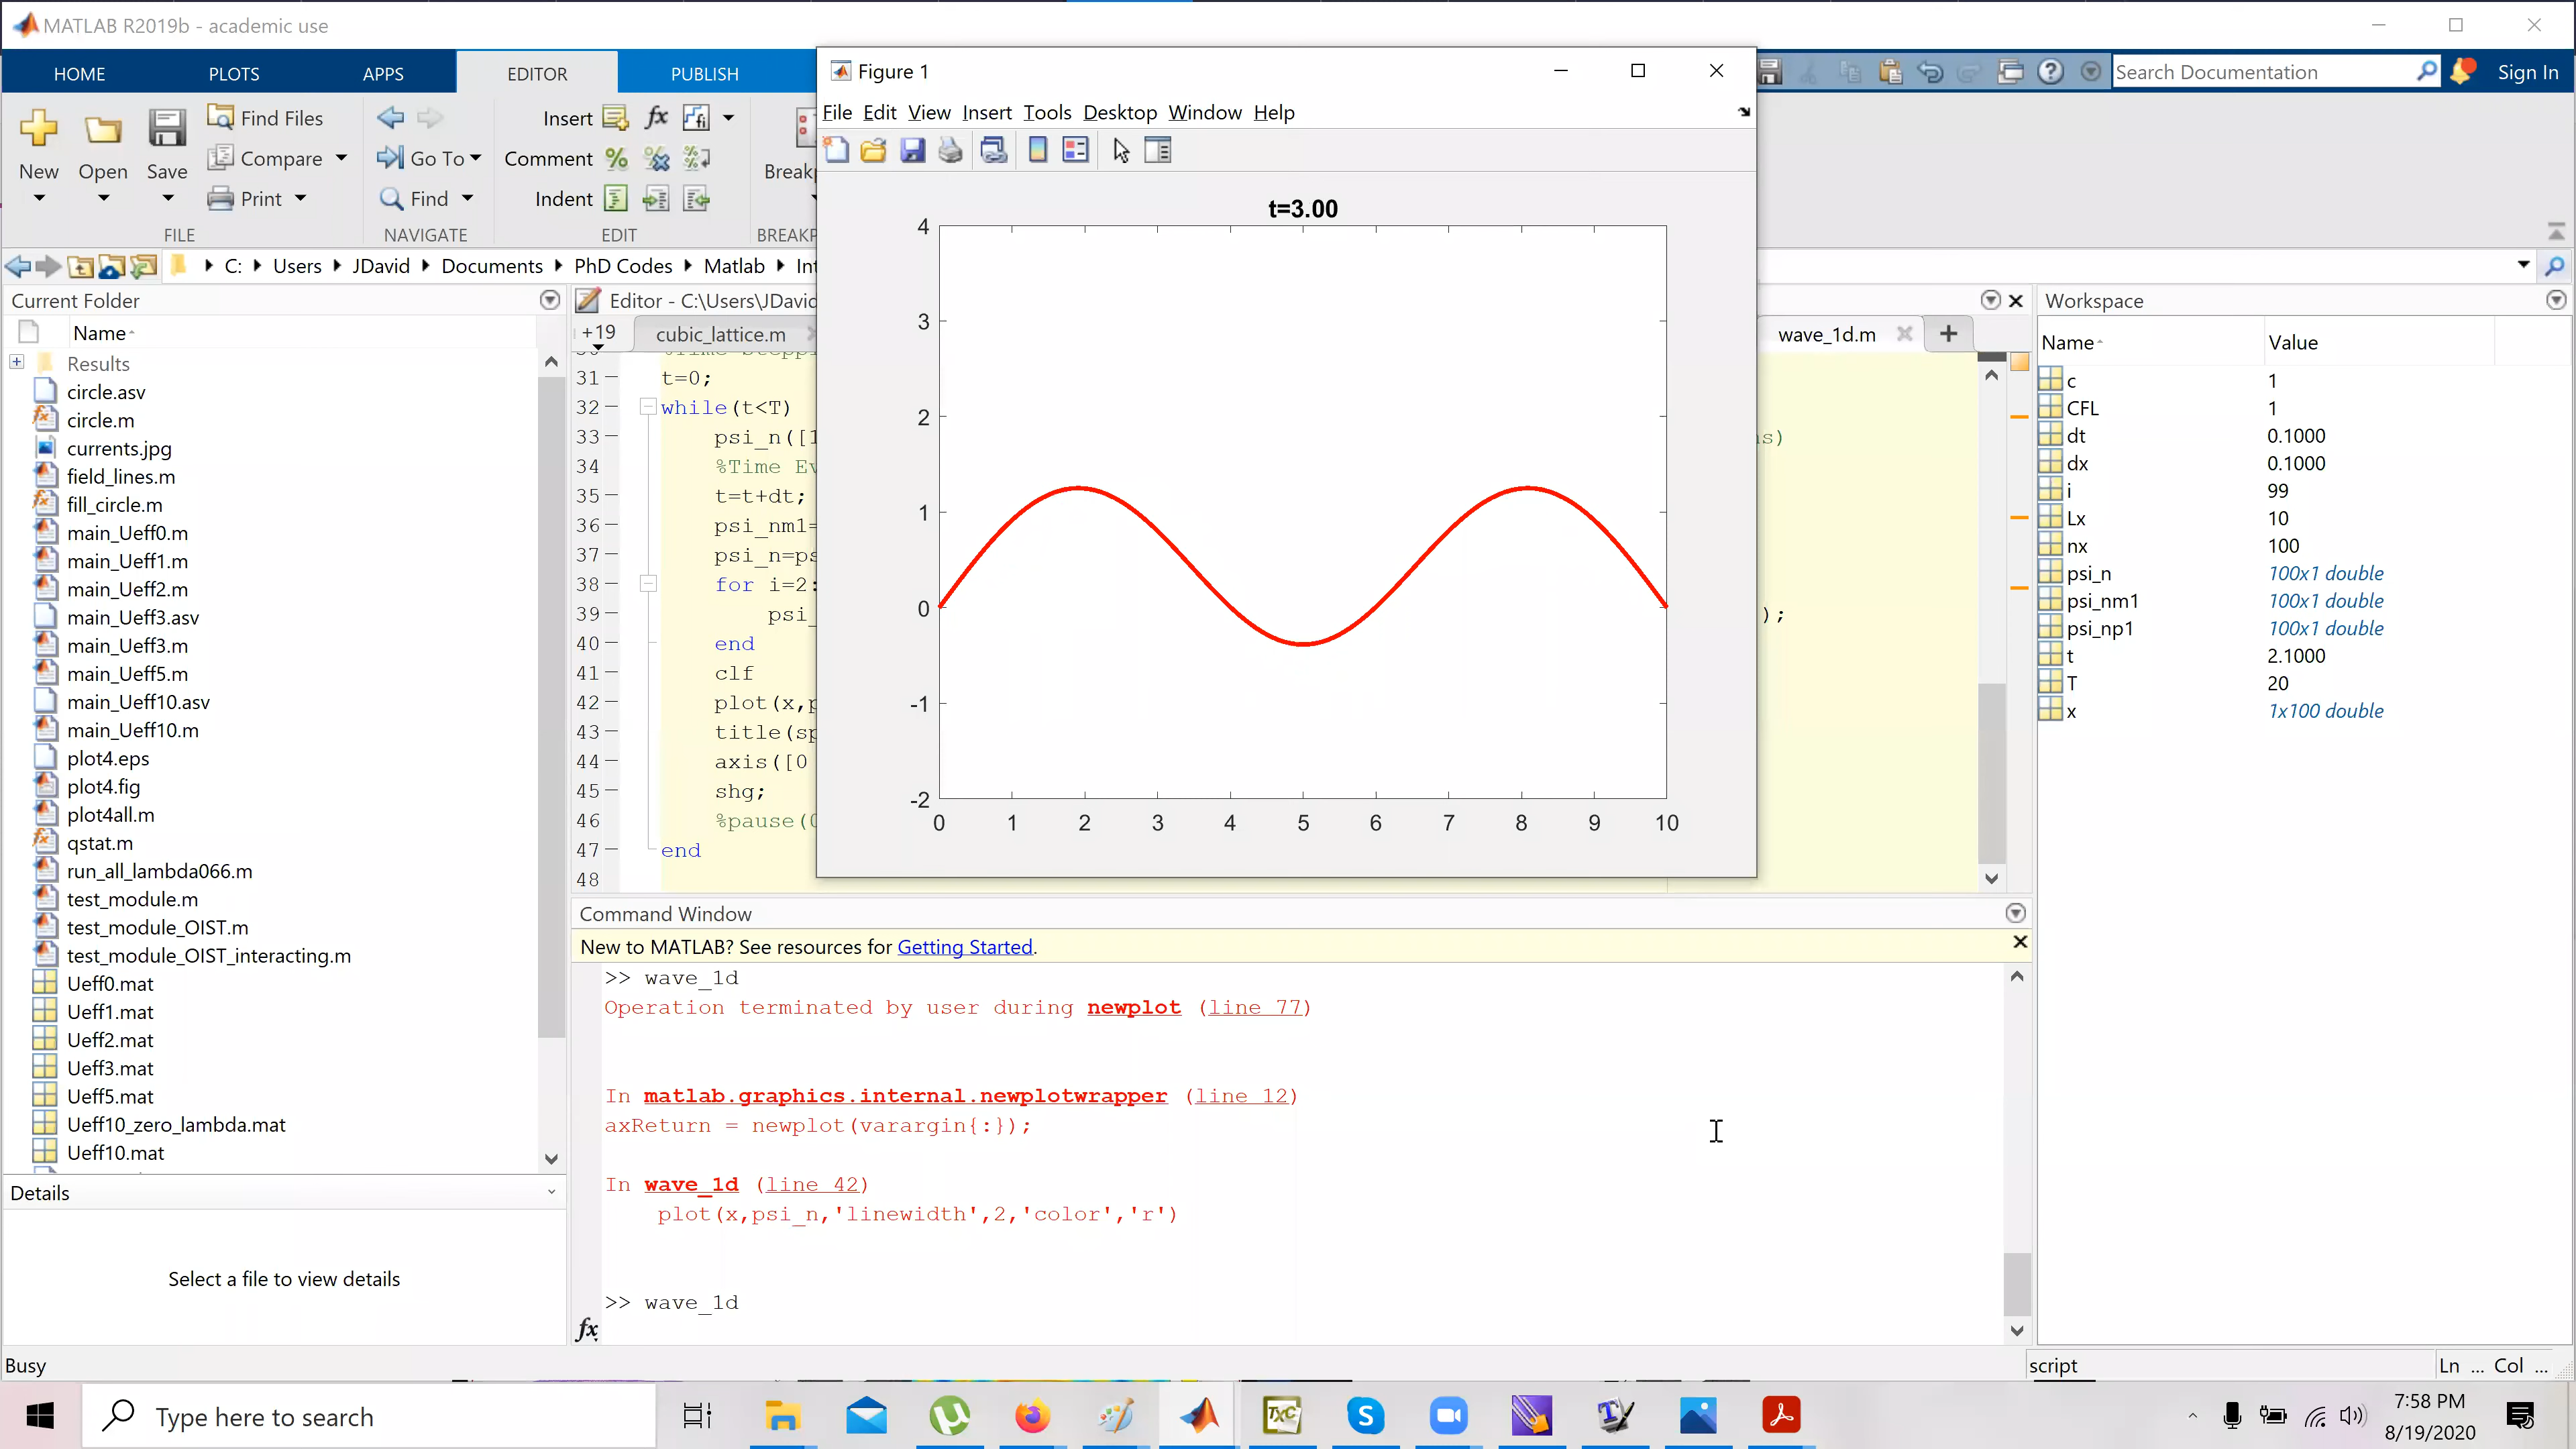 MATLAB R2019b - academic use
HOME PLOTS APPS EDITOR PUBLISH
Search Documentation
Sign In
New
Open
Save
Find Files
Compare
Print
FILE
Go To
Find
NAVIGATE
Insert
Comment
Indent
EDIT
fx
fi
C: Users JDavid Documents PhD Codes Matlab
Current Folder
Name
Results
circle.asv
circle.m
currents.jpg
field_lines.m
fill_circle.m
main_Ueff0.m
main_Ueff1.m
main_Ueff2.m
main_Ueff3.asv
main_Ueff3.m
main_Ueff5.m
main_Ueff10.asv
main_Ueff10.m
plot4.eps
plot4.fig
plot4all.m
qstat.m
run_all_lambda066.m
test_module.m
test_module_OIST.m
test_module_OIST_interacting.m
Ueff0.mat
Ueff1.mat
Ueff2.mat
Ueff3.mat
Ueff5.mat
Ueff10_zero_lambda.mat
Ueff10.mat
Details
Select a file to view details
Busy
Editor - C:\Users\JDavid
+19
cubic_lattice.m
wave_1d.m
31 t=0;
32 while(t<T)
33 psi_n([1
34 %Time Ev
35 t=t+dt;
36 psi_nm1=
37 psi_n=ps
38 for i=2:
39 psi_ );
40 end
41 clf
42 plot(x,p
43 title(sp
44 axis([0
45 shg;
46 %pause(0
47 end
48
Figure 1
File Edit View Insert Tools Desktop Window Help
t=3.00
4
3
2
1
0
-1
-2
0 1 2 3 4 5 6 7 8 9 10
Command Window
New to MATLAB? See resources for Getting Started.
>> wave_1d
Operation terminated by user during newplot (line 77)
In matlab.graphics.internal.newplotwrapper (line 12)
axReturn = newplot(varargin{:});
In wave_1d (line 42)
plot(x,psi_n,'linewidth',2,'color','r')
>> wave_1d
fx
Workspace
Name Value
c 1
CFL 1
dt 0.1000
dx 0.1000
i 99
Lx 10
nx 100
psi_n 100x1 double
psi_nm1 100x1 double
psi_np1 100x1 double
t 2.1000
T 20
x 1x100 double
script
Ln ... Col ...
Type here to search
TXC
7:58 PM
8/19/2020